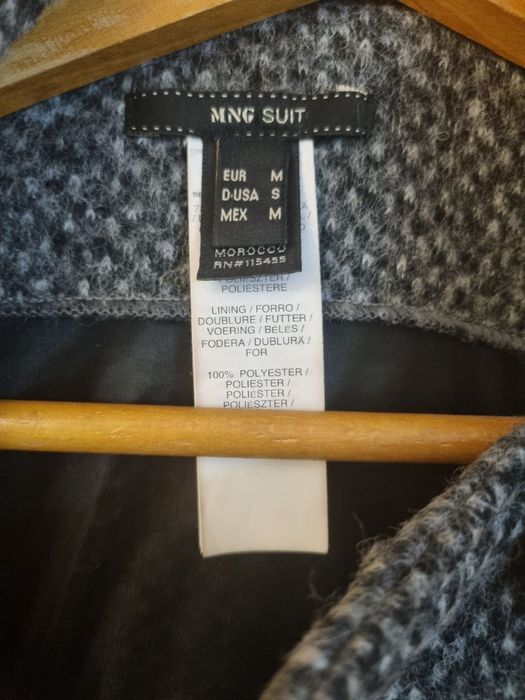 MNG SUIT
EUR M
D-USA S
MEX M
MOROCCO
RN#115455
POLIESZTER /
POLIESTERE
LINING / FORRO /
DOUBLURE / FUTTER /
VOERING / BÉLÉS /
FODERA / DUBLURĂ /
FOR
100% POLYESTER /
POLIESTER /
POLIESTER /
POLIESZTER /